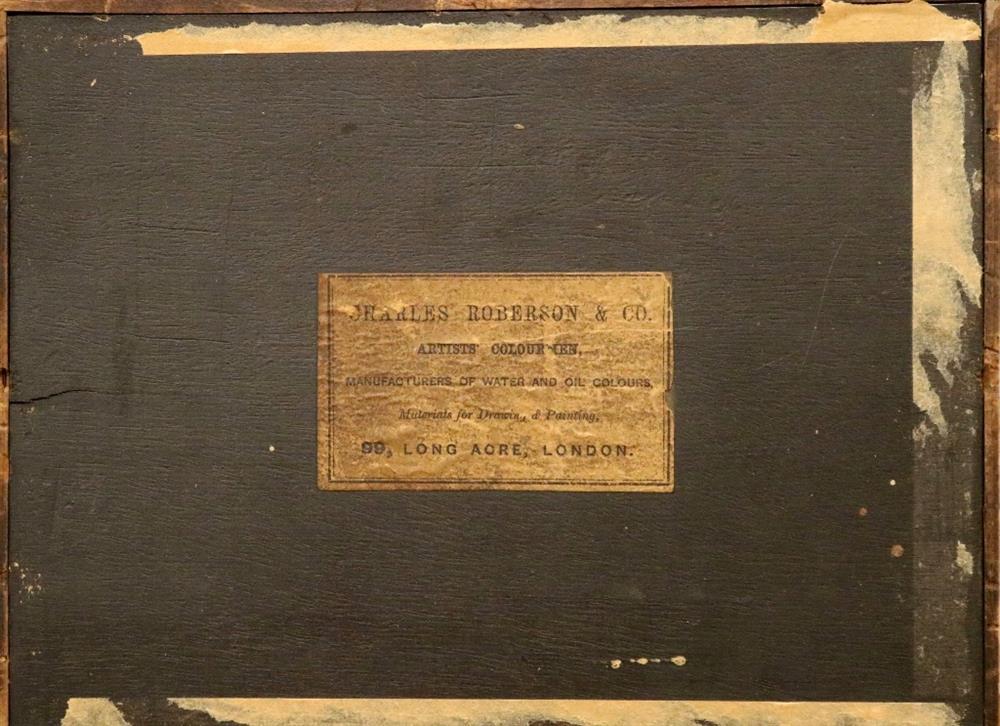 CHARLES ROBERSON & CO.
ARTISTS COLOURMEN,
MANUFACTURERS OF WATER AND OIL COLOURS,
Materials for Drawing & Painting,
99, LONG ACRE, LONDON.